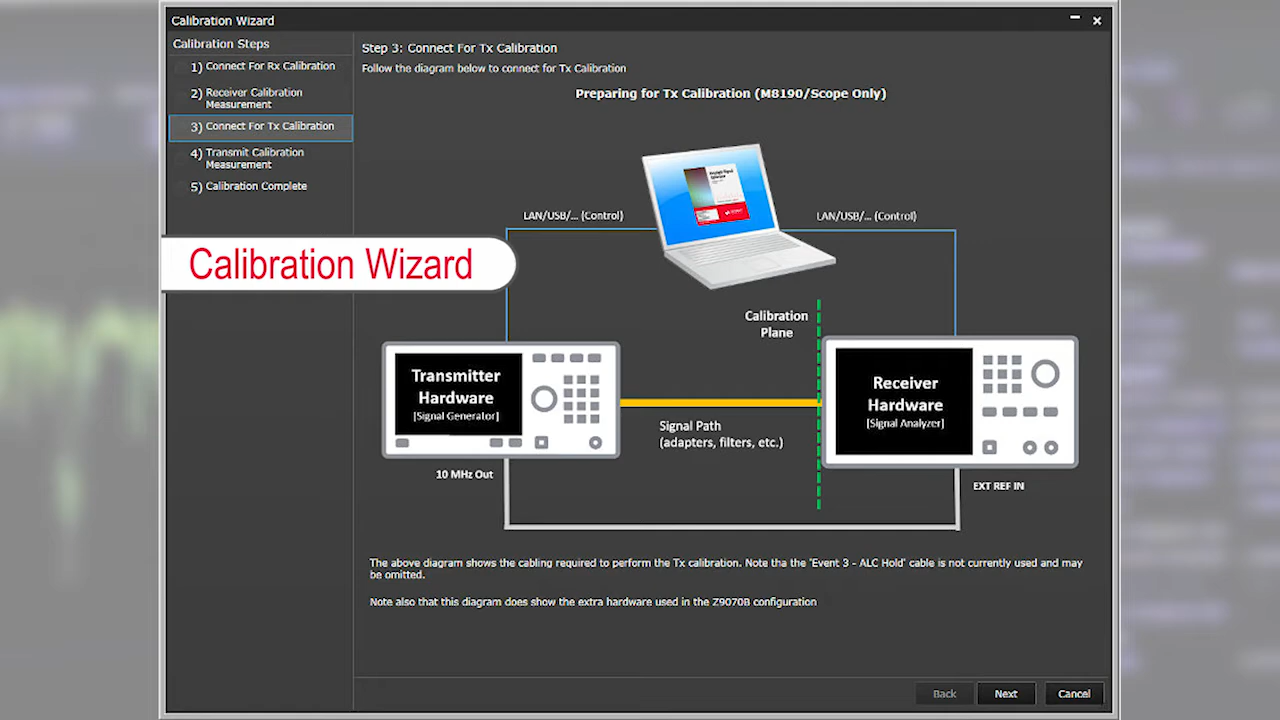 Calibration Wizard
Calibration Steps
1) Connect For Rx Calibration
2) Receiver Calibration
Measurement
3) Connect For Tx Calibration
4) Transmit Calibration
Measurement
5) Calibration Complete
Step 3: Connect For Tx Calibration
Follow the diagram below to connect for Tx Calibration
Preparing for Tx Calibration (M8190/Scope Only)
LAN/USB/... (Control)
LAN/USB/... (Control)
Calibration Wizard
Calibration
Plane
Transmitter
Hardware
[Signal Generator]
Receiver
Hardware
[Signal Analyzer]
Signal Path
(adapters, filters, etc.)
10 MHz Out
EXT REF IN
The above diagram shows the cabling required to perform the Tx calibration. Note tha the 'Event 3 - ALC Hold' cable is not currently used and may
be omitted.
Note also that this diagram does show the extra hardware used in the Z9070B configuration
Back
Next
Cancel